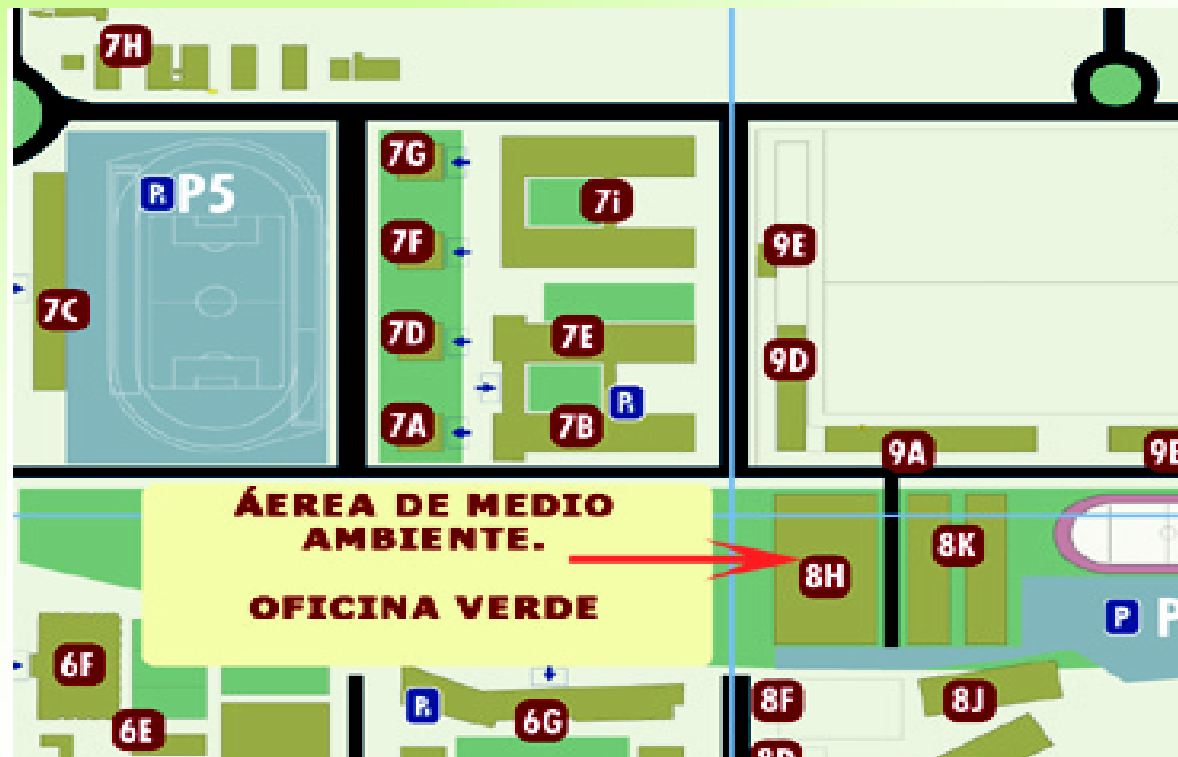 7H
7G
P5
7i
7F
9E
7C
7D
7E
9D
7A
7B
9A
ÁEREA DE MEDIO
AMBIENTE.
8K
8H
OFICINA VERDE
P
6F
8F
8J
6G
6E